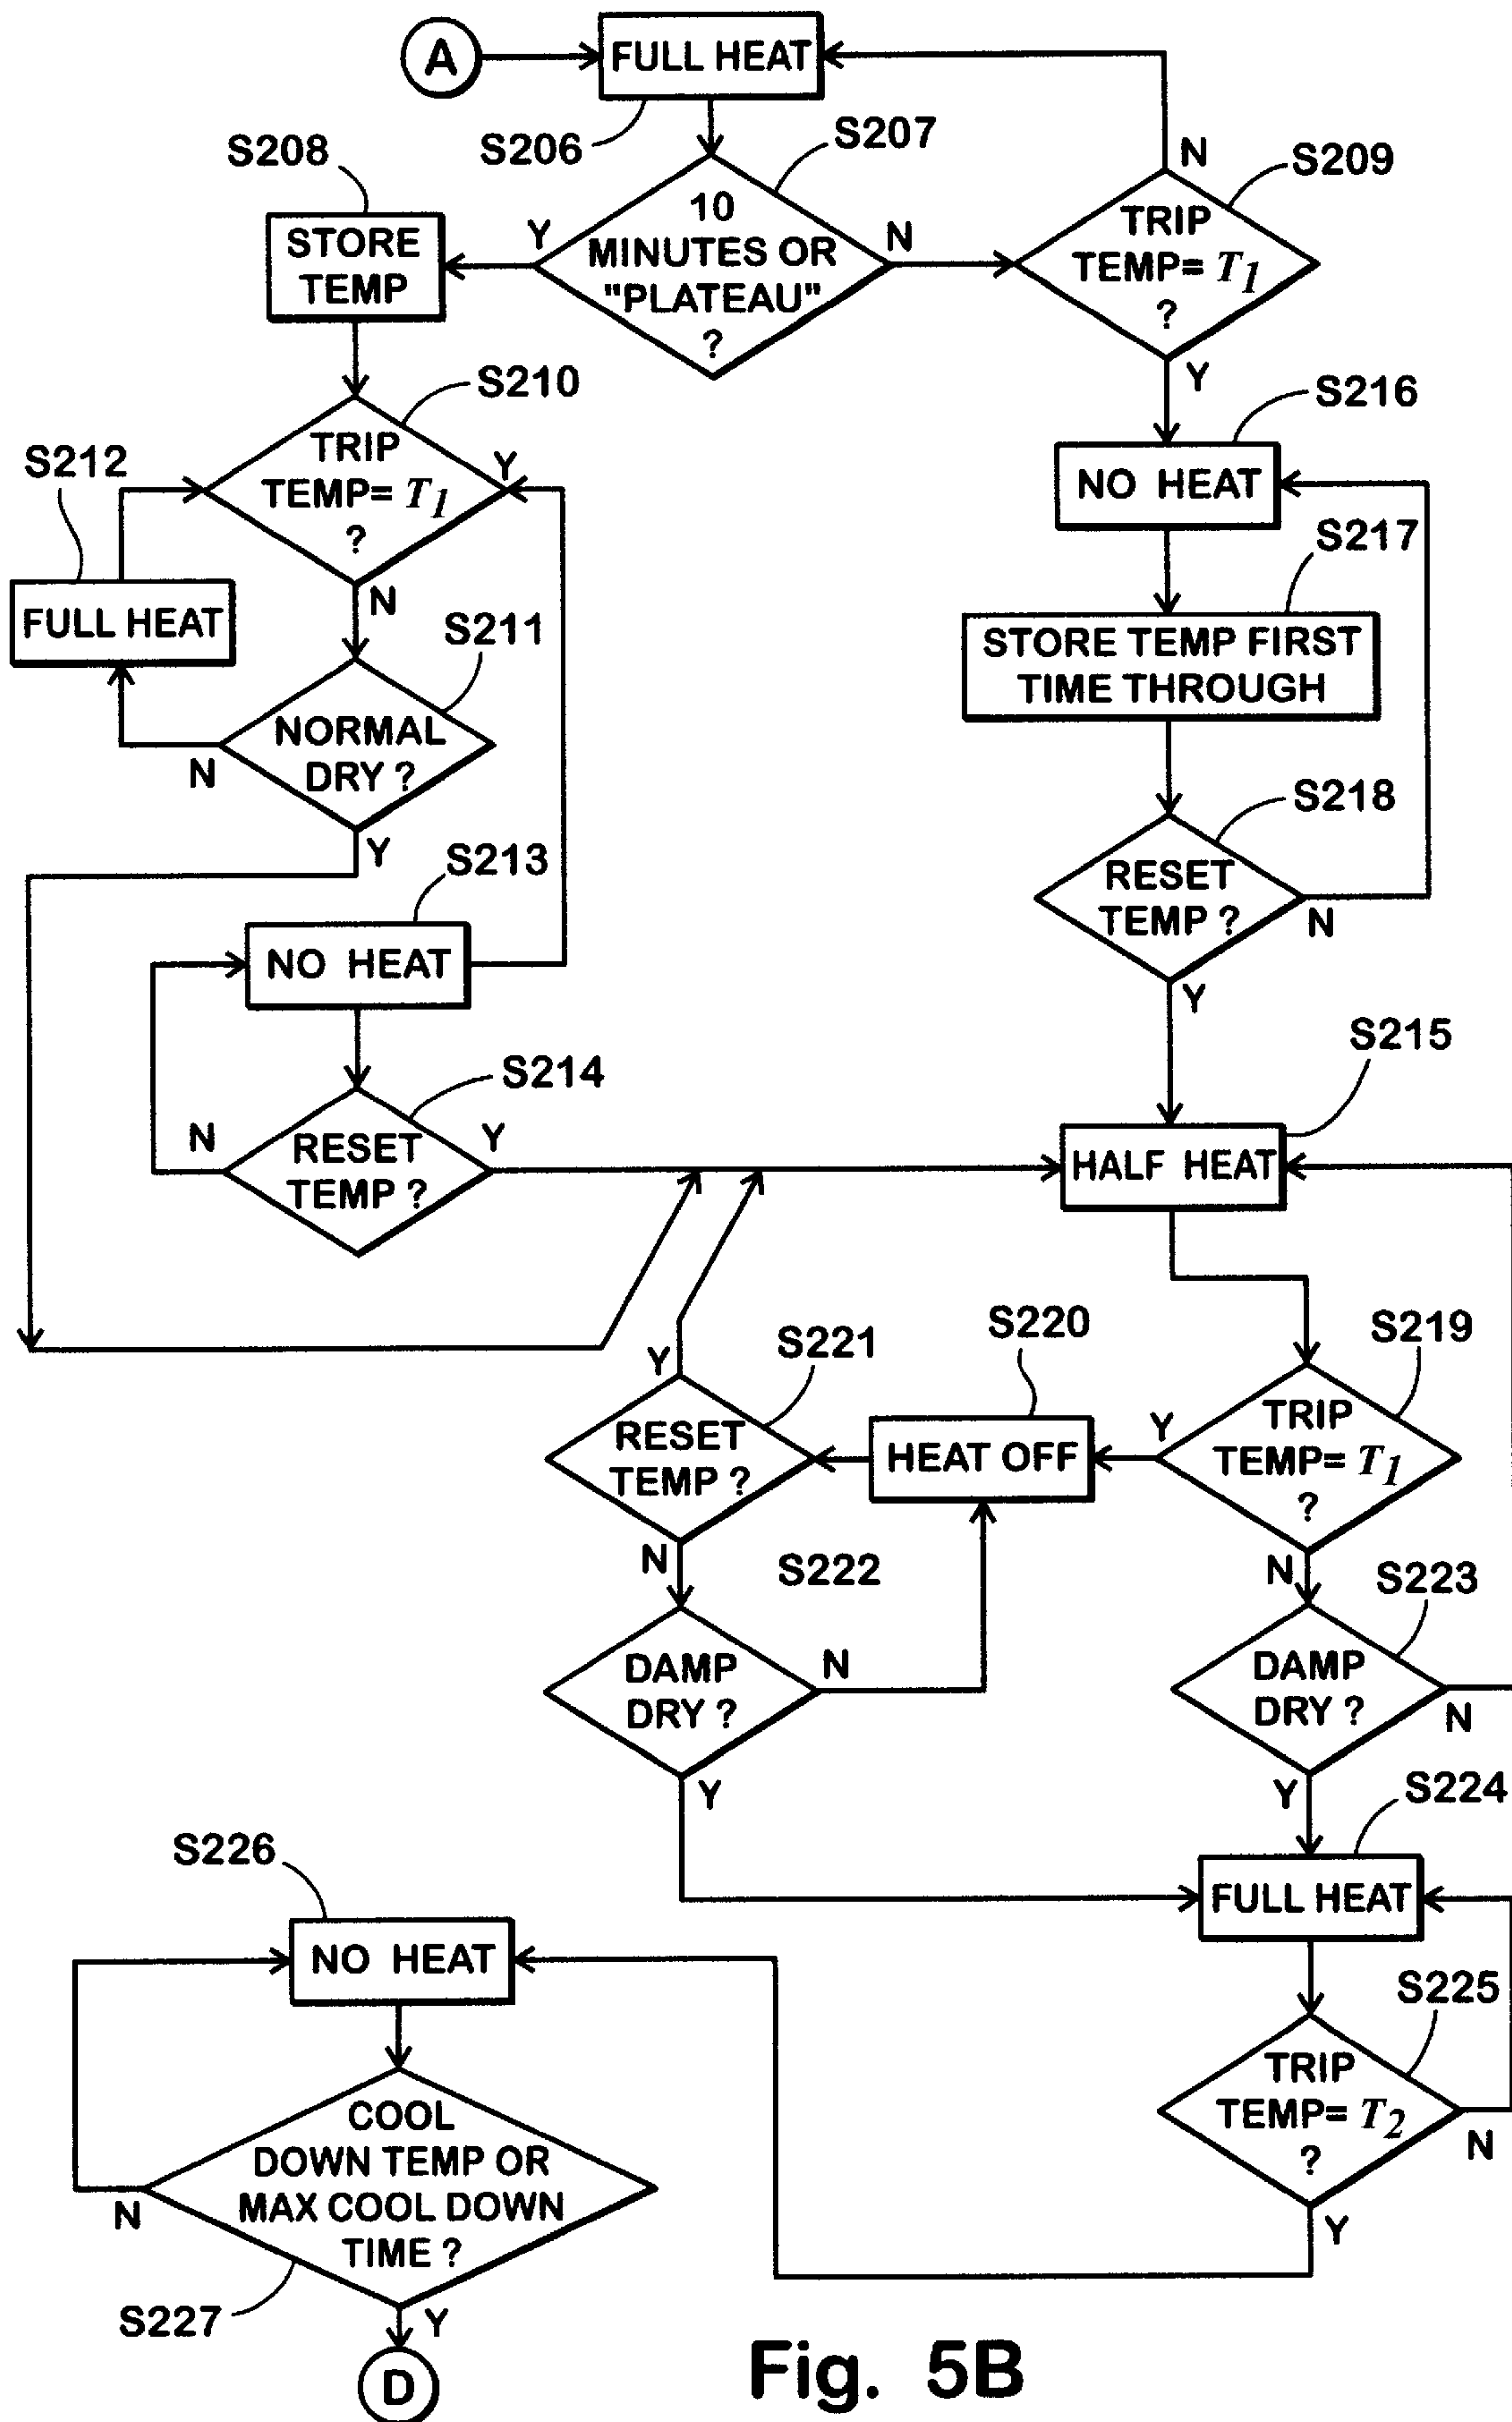 A
FULL HEAT
S206
S207
S208
S209
10
MINUTES OR
"PLATEAU"
?
Y
N
STORE
TEMP
TRIP
TEMP= T1
?
N
Y
S210
TRIP
TEMP= T1
?
Y
N
S212
FULL HEAT
S211
NORMAL
DRY ?
N
Y
S216
NO HEAT
S217
STORE TEMP FIRST
TIME THROUGH
S218
RESET
TEMP ?
N
Y
S213
NO HEAT
S214
RESET
TEMP ?
N
Y
S215
HALF HEAT
S219
TRIP
TEMP= T1
?
Y
N
S220
HEAT OFF
S221
RESET
TEMP ?
Y
N
S222
DAMP
DRY ?
N
Y
S223
DAMP
DRY ?
N
Y
S224
FULL HEAT
S225
TRIP
TEMP= T2
?
N
Y
S226
NO HEAT
COOL
DOWN TEMP OR
MAX COOL DOWN
TIME ?
N
Y
S227
D
Fig. 5B